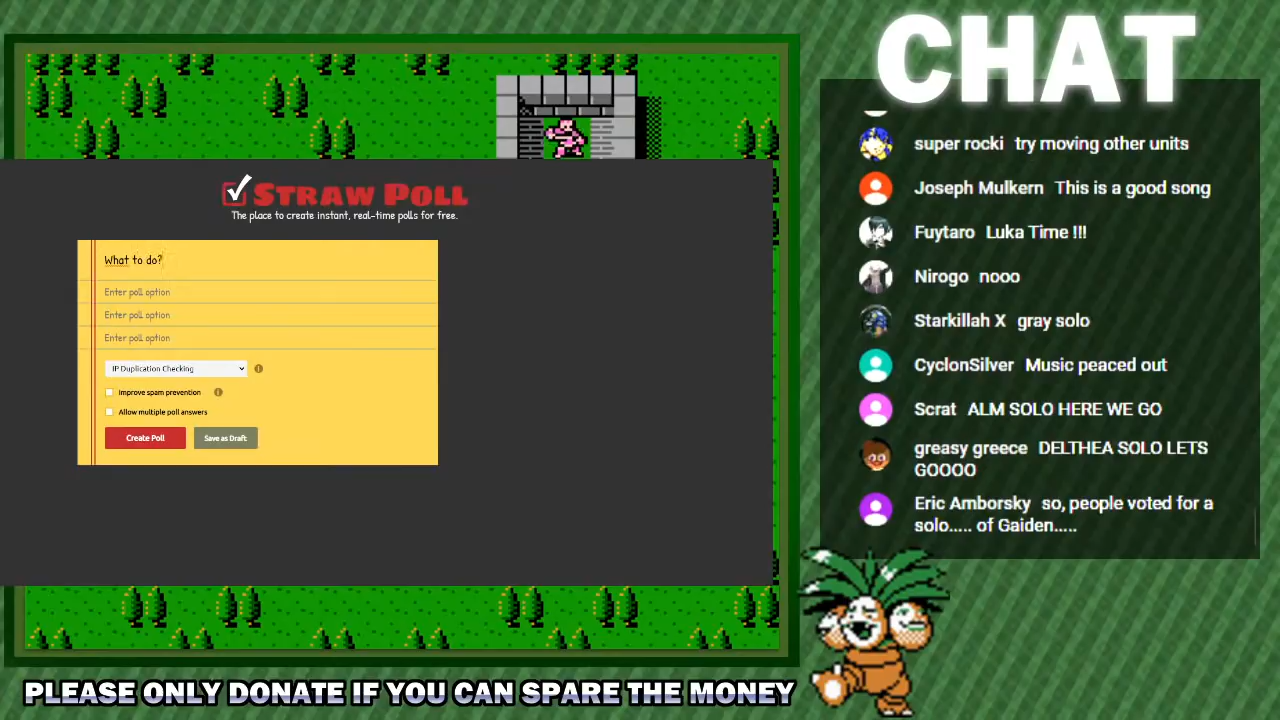 CHAT
super rocki try moving other units
Joseph Mulkern This is a good song
Fuytaro Luka Time !!!
Nirogo nooo
Starkillah X gray solo
CyclonSilver Music peaced out
Scrat ALM SOLO HERE WE GO
greasy greece DELTHEA SOLO LETS
GOOOO
Eric Amborsky so, people voted for a
solo..... of Gaiden.....
STRAW POLL
The place to create instant, real-time polls for free.
What to do?
Enter poll option
Enter poll option
Enter poll option
IP Duplication Checking
Improve spam prevention
Allow multiple poll answers
Create Poll Save as Draft
PLEASE ONLY DONATE IF YOU CAN SPARE THE MONEY